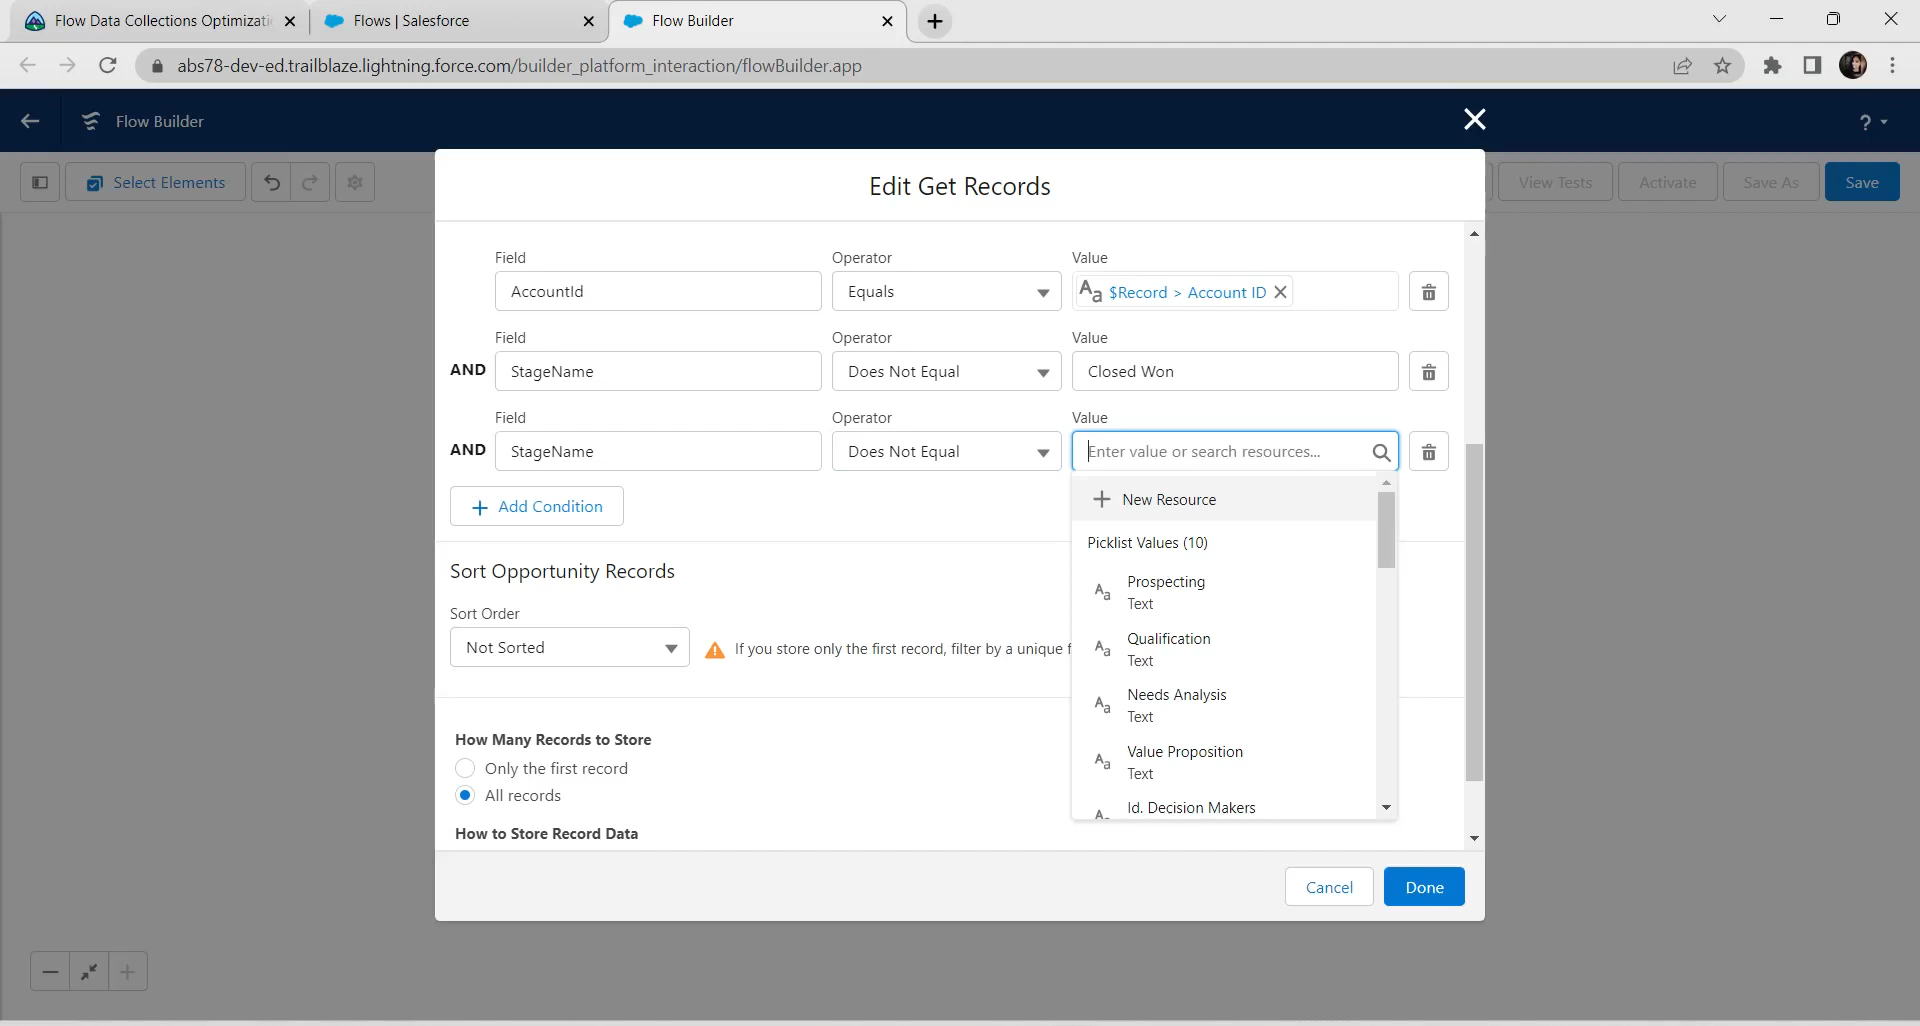 Flow Data Collections Optimizati
Flows | Salesforce
Flow Builder
abs78-dev-ed.trailblaze.lightning.force.com/builder_platform_interaction/flowBuilder.app
Flow Builder
?
Select Elements
View Tests
Activate
Save As
Save
Edit Get Records
Field
Operator
Value
AccountId
Equals
Aa $Record > Account ID
Field
Operator
Value
AND
StageName
Does Not Equal
Closed Won
Field
Operator
Value
AND
StageName
Does Not Equal
Enter value or search resources...
+ Add Condition
+ New Resource
Picklist Values (10)
Aa Prospecting
Text
Aa Qualification
Text
Aa Needs Analysis
Text
Aa Value Proposition
Text
Id. Decision Makers
Sort Opportunity Records
Sort Order
Not Sorted
If you store only the first record, filter by a unique f
How Many Records to Store
Only the first record
All records
How to Store Record Data
Cancel
Done